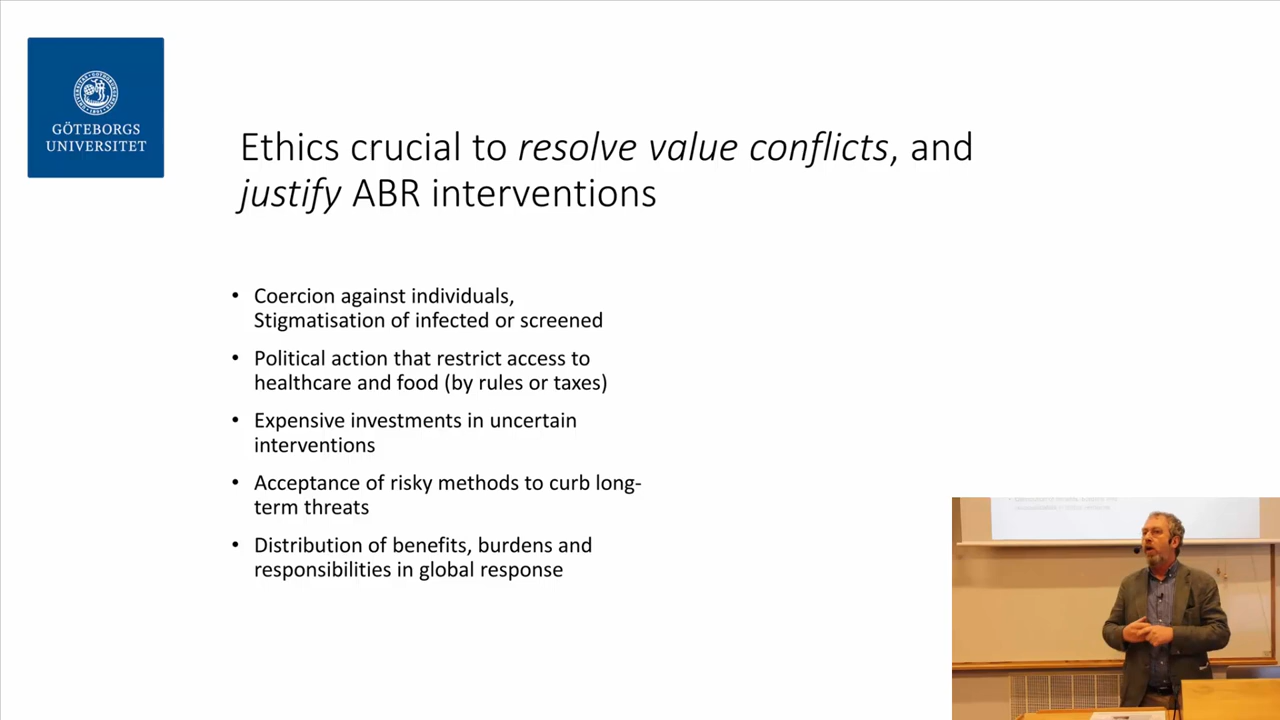 GÖTEBORGS
UNIVERSITET
Ethics crucial to resolve value conflicts, and
justify ABR interventions
• Coercion against individuals,
Stigmatisation of infected or screened
• Political action that restrict access to
healthcare and food (by rules or taxes)
• Expensive investments in uncertain
interventions
• Acceptance of risky methods to curb long-
term threats
• Distribution of benefits, burdens and
responsibilities in global response